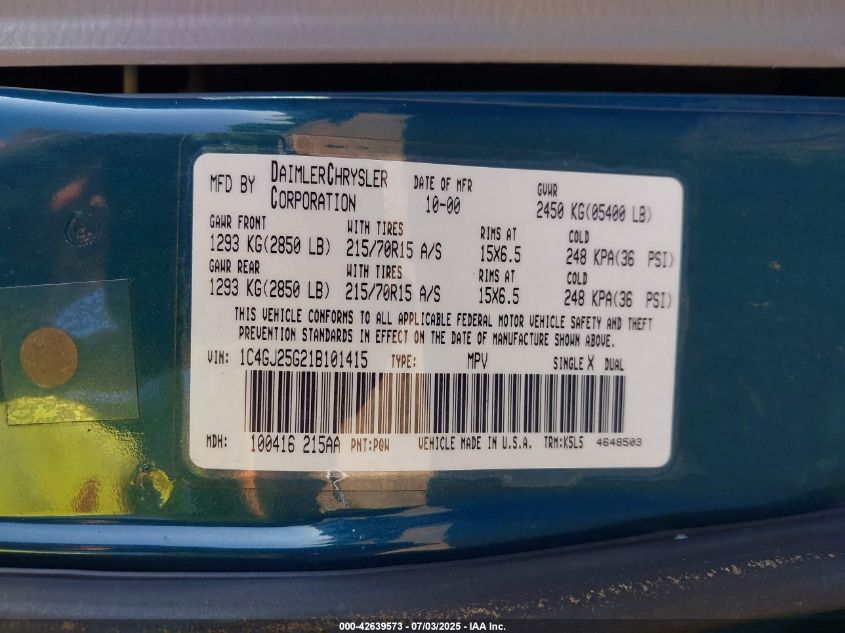 MFD BY DAIMLERCHRYSLER CORPORATION DATE OF MFR 10-00 GVWR 2450 KG(05400 LB)
GAWR FRONT WITH TIRES RIMS AT COLD
1293 KG(2850 LB) 215/70R15 A/S 15X6.5 248 KPA(36 PSI)
GAWR REAR WITH TIRES RIMS AT COLD
1293 KG(2850 LB) 215/70R15 A/S 15X6.5 248 KPA(36 PSI)
THIS VEHICLE CONFORMS TO ALL APPLICABLE FEDERAL MOTOR VEHICLE SAFETY AND THEFT
PREVENTION STANDARDS IN EFFECT ON THE DATE OF MANUFACTURE SHOWN ABOVE.
VIN: 1C4GJ25G21B101415 TYPE: MPV SINGLE X DUAL
MDH: 100416 215AA PNT:PQW VEHICLE MADE IN U.S.A. TRM:K5L5 4648503
000-42639573 - 07/03/2025 - IAA Inc.